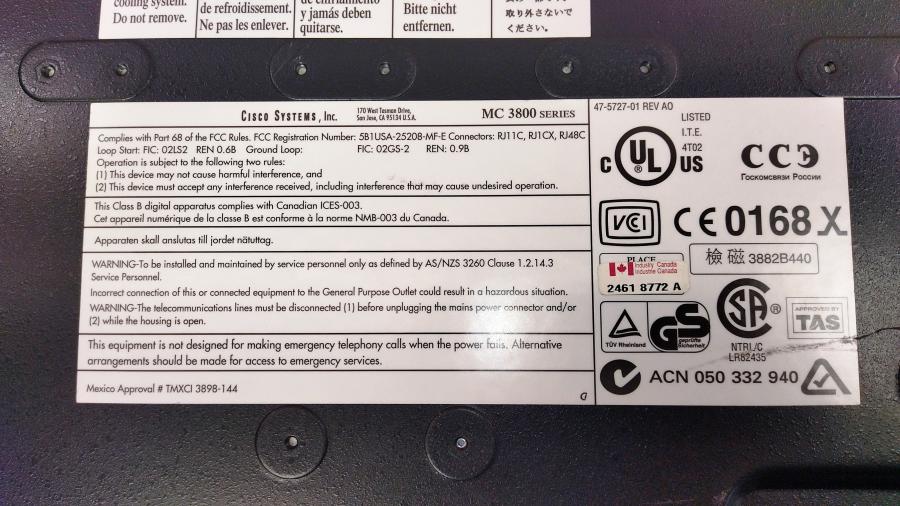 cooling system.
Do not remove.
de refroidissement.
Ne pas les enlever.
de enfriamiento
y jamás deben
quitarse.
Bitte nicht
entfernen.
取り外さないで
ください。
CISCO SYSTEMS, INC.
170 West Tasman Drive,
San Jose, CA 95134 U.S.A.
MC 3800 SERIES
Complies with Part 68 of the FCC Rules. FCC Registration Number: 5B1USA-25208-MF-E Connectors: RJ11C, RJ1CX, RJ48C
Loop Start: FIC: 02LS2 REN 0.6B Ground Loop: FIC: 02GS-2 REN: 0.9B
Operation is subject to the following two rules:
(1) This device may not cause harmful interference, and
(2) This device must accept any interference received, including interference that may cause undesired operation.
This Class B digital apparatus complies with Canadian ICES-003.
Cet appareil numérique de la classe B est conforme à la norme NMB-003 du Canada.
Apparaten skall anslutas till jordet nätuttag.
WARNING-To be installed and maintained by service personnel only as defined by AS/NZS 3260 Clause 1.2.14.3
Service Personnel.
Incorrect connection of this or connected equipment to the General Purpose Outlet could result in a hazardous situation.
WARNING-The telecommunications lines must be disconnected (1) before unplugging the mains power connector and/or
(2) while the housing is open.
This equipment is not designed for making emergency telephony calls when the power fails. Alternative
arrangements should be made for access to emergency services.
Mexico Approval # TMXCI 3898-144
G
47-5727-01 REV AO
C UL ® US
LISTED
I.T.E.
4T02
ССЭ
Госкомсвязи России
VCCI
CE0168 X
PLACE
Industry Canada
Industrie Canada
2461 8772 A
檢磁 3882B440
TÜV Rheinland
GS
geprüfte
Sicherheit
SA ®
NTRL/C
LR82435
APPROVED BY
TAS
ACN 050 332 940